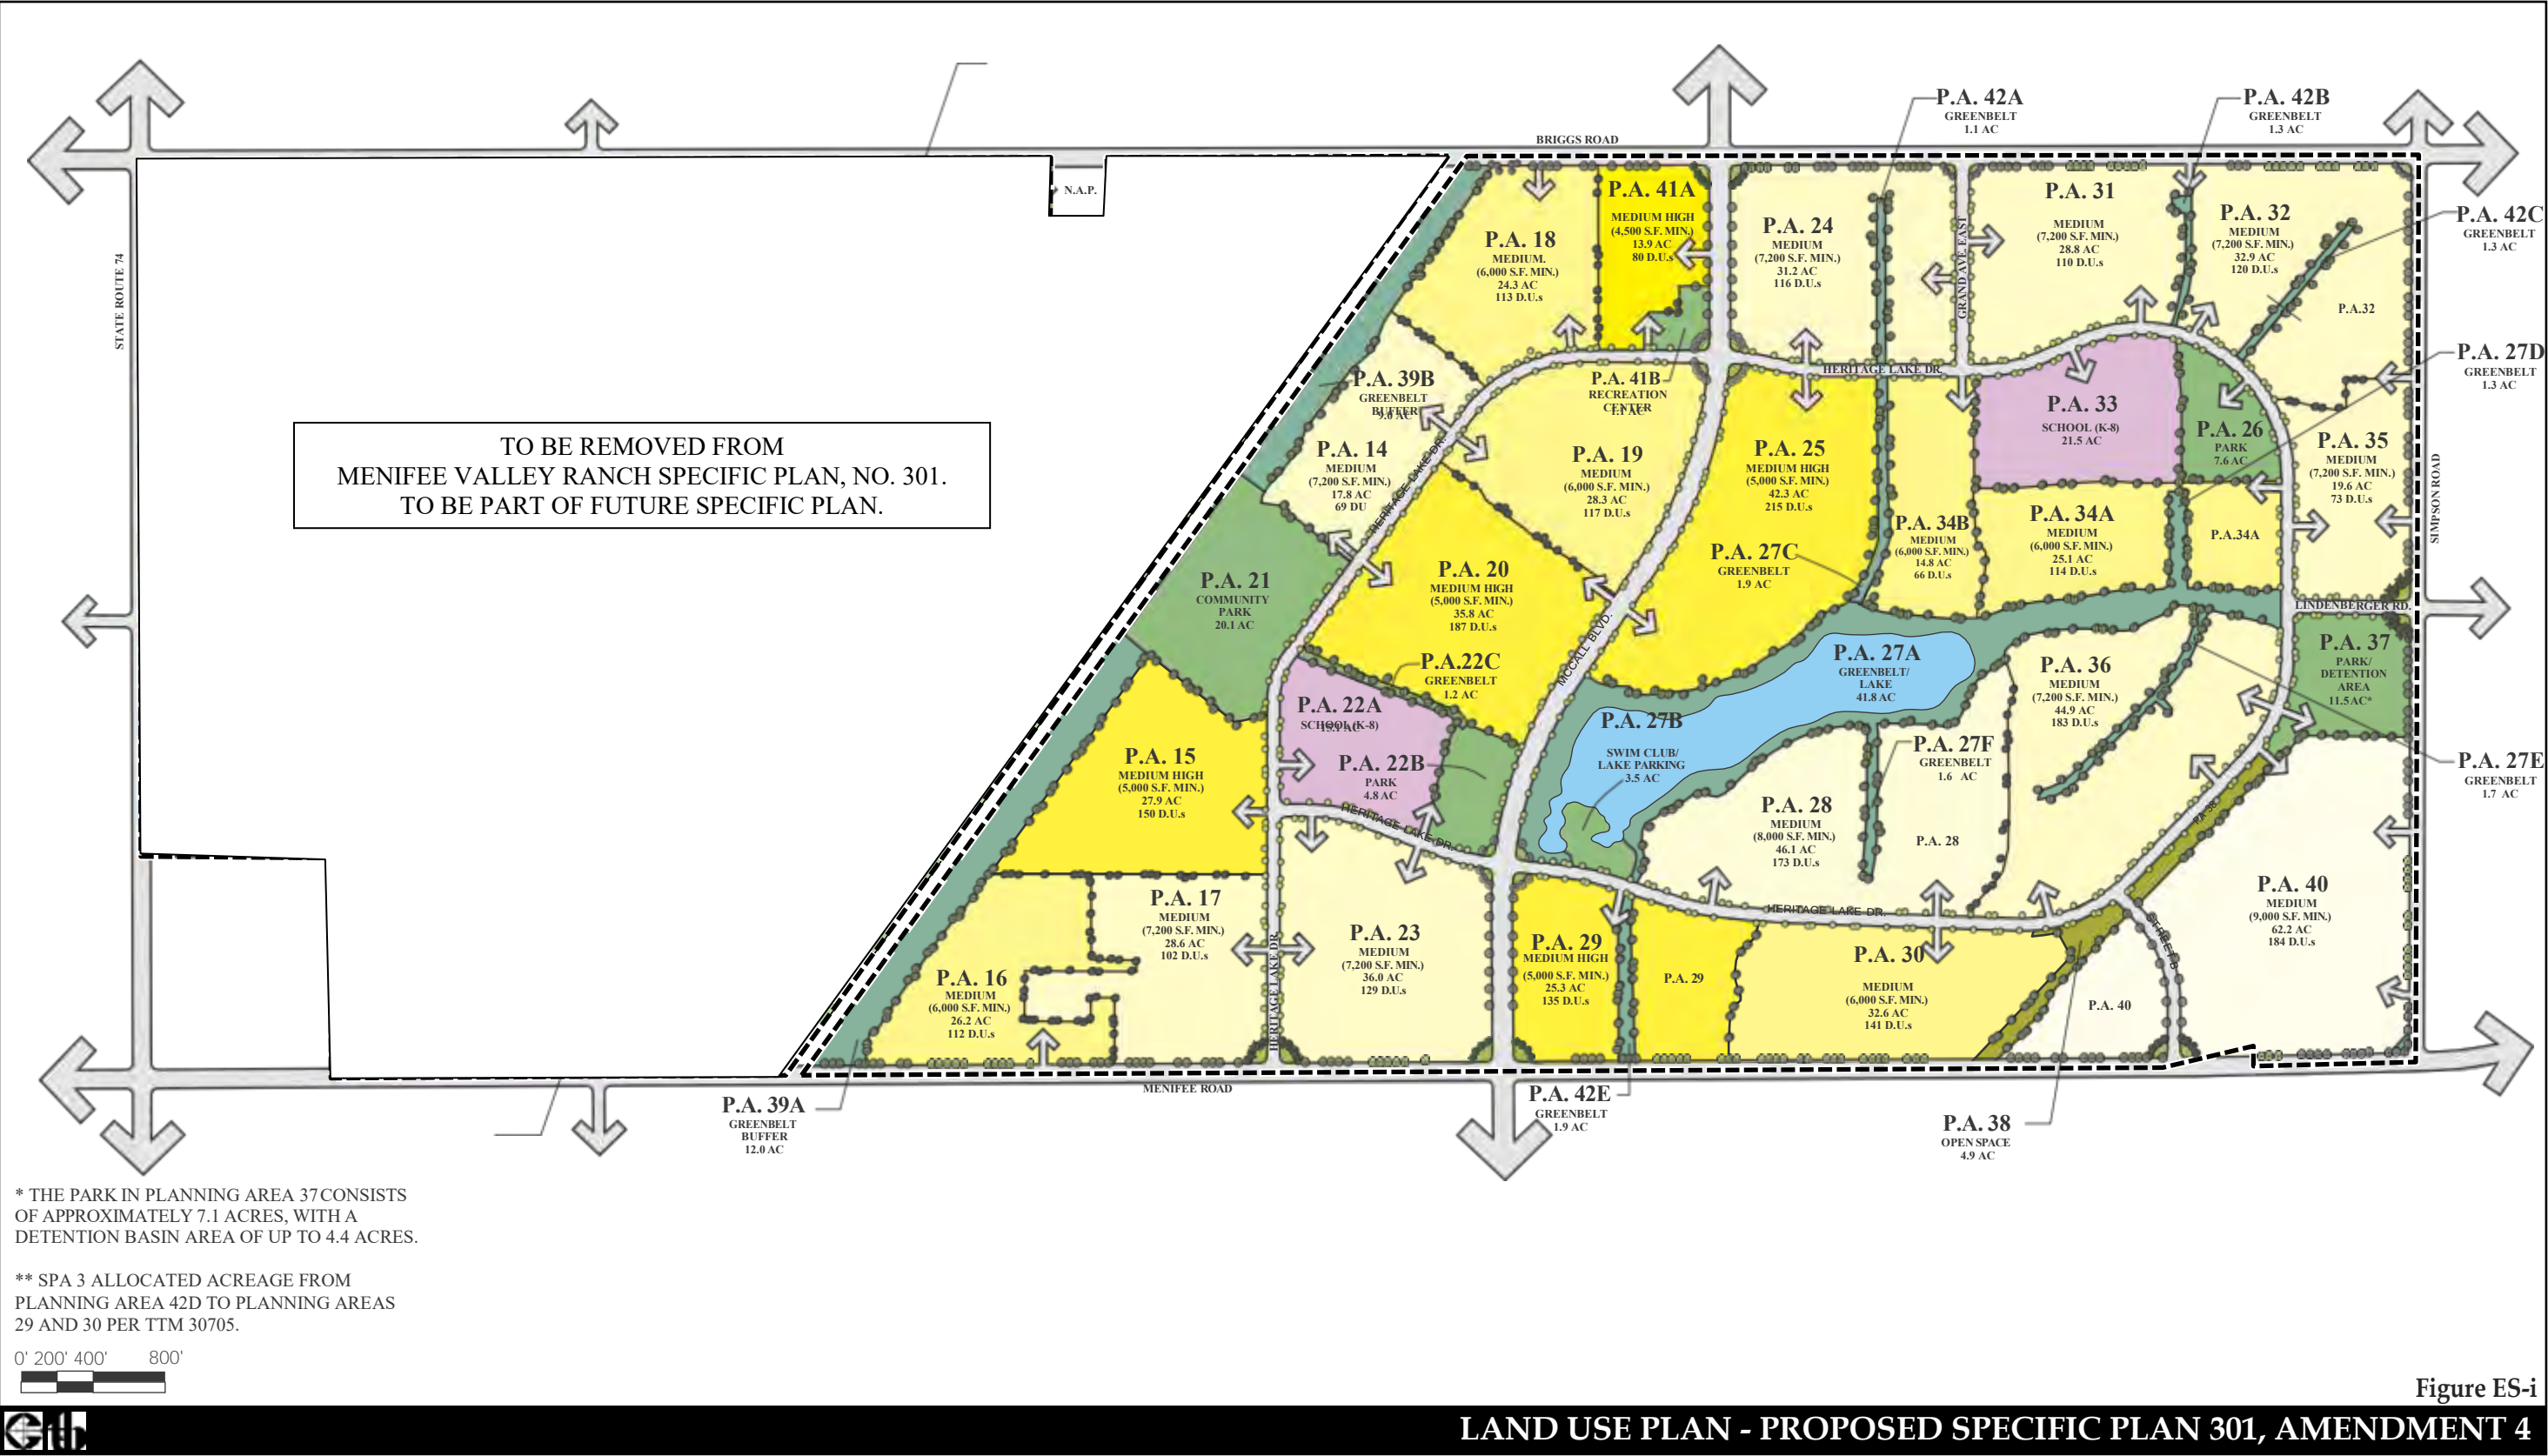 BRIGGS ROAD
P.A. 42A
GREENBELT
1.1 AC
P.A. 42B
GREENBELT
1.3 AC
N.A.P.
STATE ROUTE 74
TO BE REMOVED FROM
MENIFEE VALLEY RANCH SPECIFIC PLAN, NO. 301.
TO BE PART OF FUTURE SPECIFIC PLAN.
P.A. 18
MEDIUM.
(6,000 S.F. MIN.)
24.3 AC
113 D.U.s
P.A. 41A
MEDIUM HIGH
(4,500 S.F. MIN.)
13.9 AC
80 D.U.s
P.A. 24
MEDIUM
(7,200 S.F. MIN.)
31.2 AC
116 D.U.s
GRAND AVE. EAST
P.A. 31
MEDIUM
(7,200 S.F. MIN.)
28.8 AC
110 D.U.s
P.A. 32
MEDIUM
(7,200 S.F. MIN.)
32.9 AC
120 D.U.s
P.A.32
P.A. 42C
GREENBELT
1.3 AC
P.A. 27D
GREENBELT
1.3 AC
HERITAGE LAKE DR.
P.A. 39B
GREENBELT
BUFFER
9.0 AC
P.A. 41B
RECREATION
CENTER
1.1 AC
P.A. 14
MEDIUM
(7,200 S.F. MIN.)
17.8 AC
69 DU
HERITAGE LAKE DR.
P.A. 19
MEDIUM
(6,000 S.F. MIN.)
28.3 AC
117 D.U.s
P.A. 25
MEDIUM HIGH
(5,000 S.F. MIN.)
42.3 AC
215 D.U.s
P.A. 33
SCHOOL (K-8)
21.5 AC
P.A. 26
PARK
7.6 AC
P.A. 35
MEDIUM
(7,200 S.F. MIN.)
19.6 AC
73 D.U.s
SIMPSON ROAD
P.A. 34B
MEDIUM
(6,000 S.F. MIN.)
14.8 AC
66 D.U.s
P.A. 34A
MEDIUM
(6,000 S.F. MIN.)
25.1 AC
114 D.U.s
P.A.34A
P.A. 27C
GREENBELT
1.9 AC
P.A. 21
COMMUNITY
PARK
20.1 AC
P.A. 20
MEDIUM HIGH
(5,000 S.F. MIN.)
35.8 AC
187 D.U.s
MCCALL BLVD.
LINDENBERGER RD.
P.A.22C
GREENBELT
1.2 AC
P.A. 27A
GREENBELT/
LAKE
41.8 AC
P.A. 36
MEDIUM
(7,200 S.F. MIN.)
44.9 AC
183 D.U.s
P.A. 37
PARK/
DETENTION
AREA
11.5AC*
P.A. 22A
SCHOOL (K-8)
P.A. 27B
SWIM CLUB/
LAKE PARKING
3.5 AC
P.A. 15
MEDIUM HIGH
(5,000 S.F. MIN.)
27.9 AC
150 D.U.s
P.A. 22B
PARK
4.8 AC
P.A. 27F
GREENBELT
1.6 AC
P.A. 27E
GREENBELT
1.7 AC
HERITAGE LAKE DR.
P.A. 28
MEDIUM
(8,000 S.F. MIN.)
46.1 AC
173 D.U.s
P.A. 28
PA 38
P.A. 17
MEDIUM
(7,200 S.F. MIN.)
28.6 AC
102 D.U.s
HERITAGE LAKE DR.
P.A. 40
MEDIUM
(9,000 S.F. MIN.)
62.2 AC
184 D.U.s
P.A. 16
MEDIUM
(6,000 S.F. MIN.)
26.2 AC
112 D.U.s
HERITAGE LAKE DR.
P.A. 23
MEDIUM
(7,200 S.F. MIN.)
36.0 AC
129 D.U.s
P.A. 29
MEDIUM HIGH
(5,000 S.F. MIN.)
25.3 AC
135 D.U.s
P.A. 29
P.A. 30
MEDIUM
(6,000 S.F. MIN.)
32.6 AC
141 D.U.s
STREET B
P.A. 40
MENIFEE ROAD
P.A. 39A
GREENBELT
BUFFER
12.0 AC
P.A. 42E
GREENBELT
1.9 AC
P.A. 38
OPEN SPACE
4.9 AC
* THE PARK IN PLANNING AREA 37 CONSISTS
OF APPROXIMATELY 7.1 ACRES, WITH A
DETENTION BASIN AREA OF UP TO 4.4 ACRES.
** SPA 3 ALLOCATED ACREAGE FROM
PLANNING AREA 42D TO PLANNING AREAS
29 AND 30 PER TTM 30705.
0' 200' 400' 800'
Figure ES-i
LAND USE PLAN - PROPOSED SPECIFIC PLAN 301, AMENDMENT 4